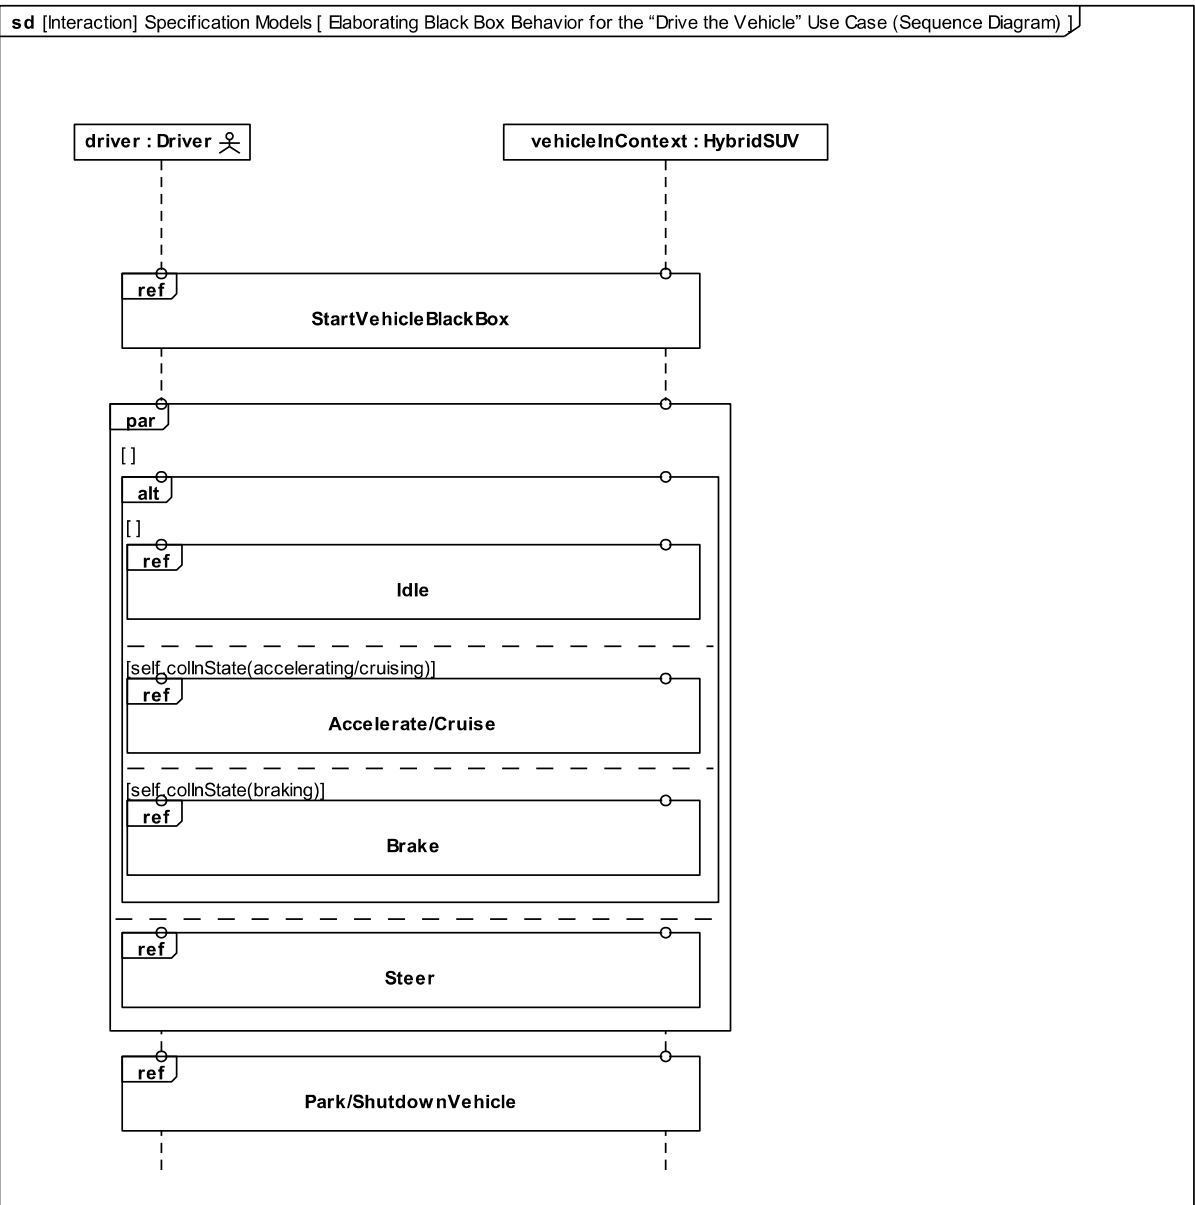 sd [Interaction] Specification Models [ Elaborating Black Box Behavior for the “Drive the Vehicle” Use Case (Sequence Diagram) ]
driver : Driver
vehicleInContext : HybridSUV
ref
StartVehicleBlackBox
par
[ ]
alt
[ ]
ref
Idle
[self.colInState(accelerating/cruising)]
ref
Accelerate/Cruise
[self.colInState(braking)]
ref
Brake
ref
Steer
ref
Park/ShutdownVehicle